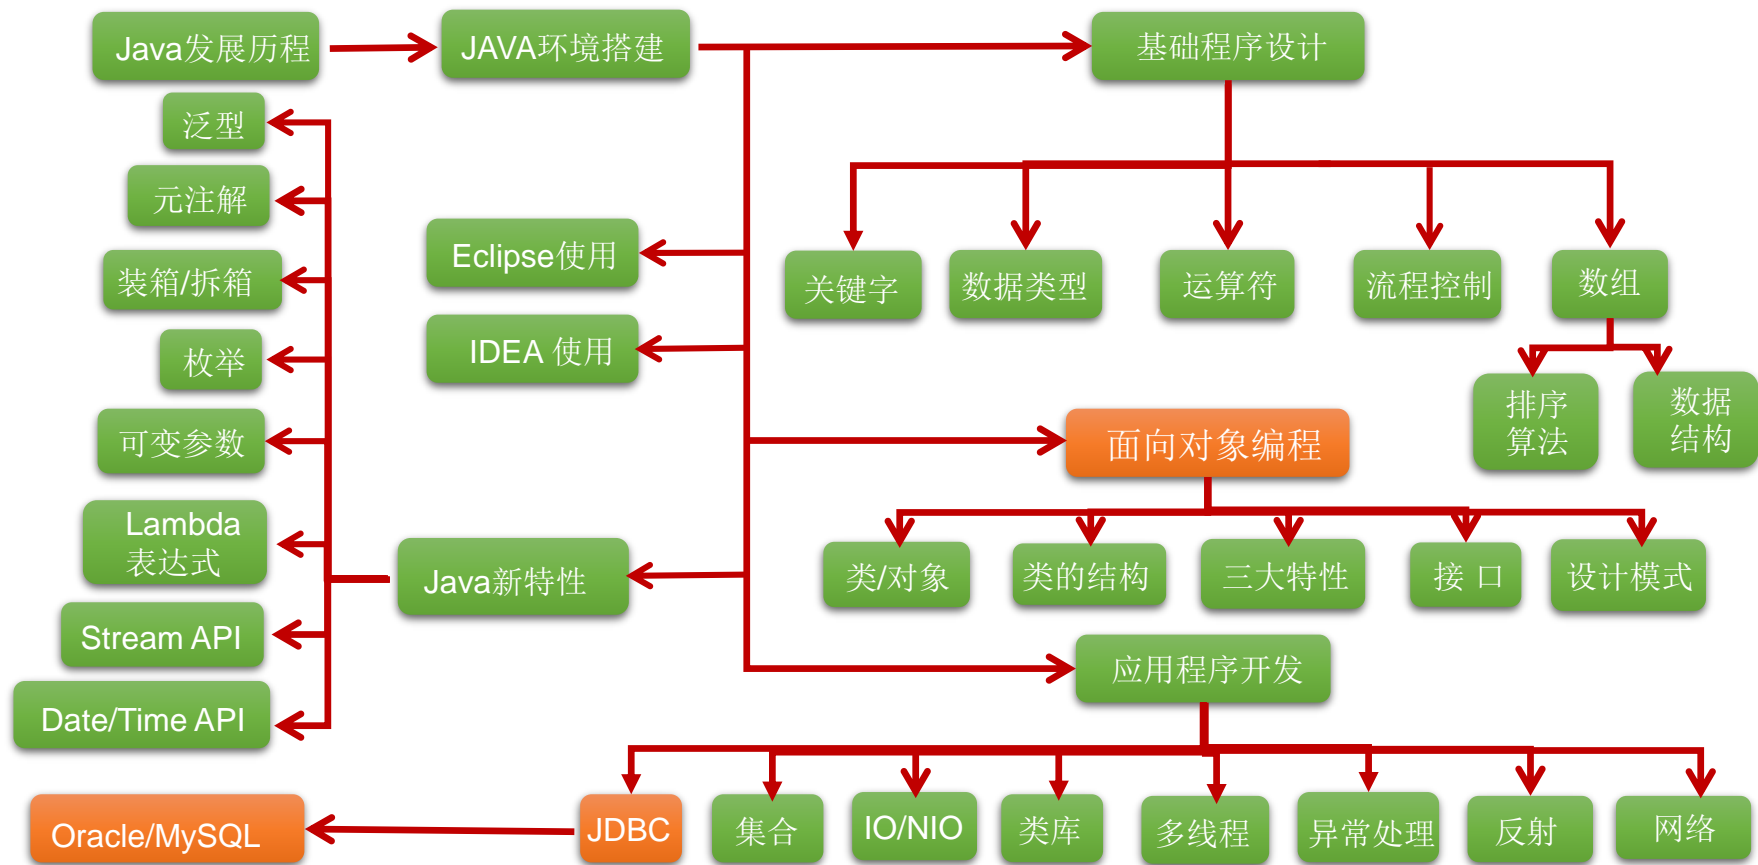 Java发展历程
JAVA环境搭建
基础程序设计
泛型
元注解
装箱/拆箱
枚举
可变参数
Lambda
表达式
Stream API
Date/Time API
Eclipse使用
IDEA 使用
Java新特性
关键字
数据类型
运算符
流程控制
数组
排序
算法
数据
结构
面向对象编程
类/对象
类的结构
三大特性
接 口
设计模式
应用程序开发
Oracle/MySQL
JDBC
集合
IO/NIO
类库
多线程
异常处理
反射
网络